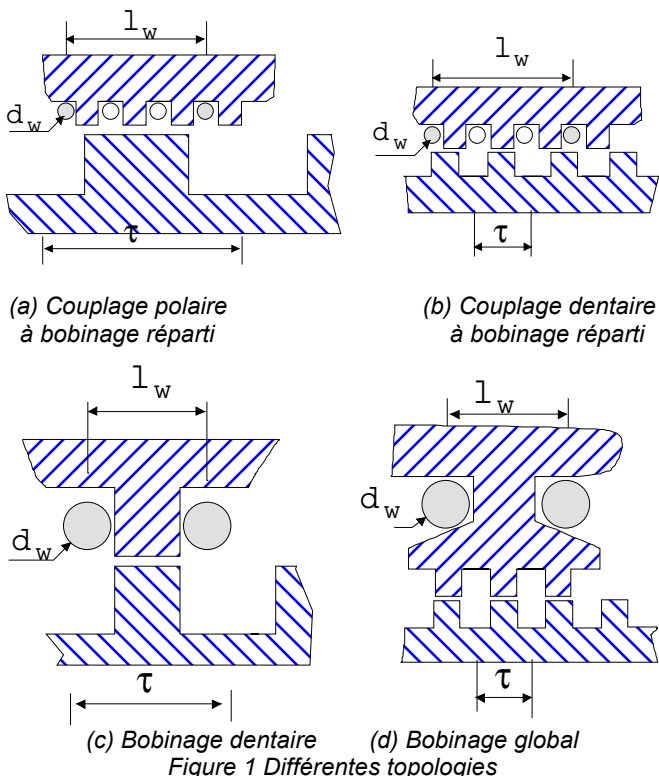 l_w
l_w
d_w
d_w
τ
τ
(a) Couplage polaire
à bobinage réparti
(b) Couplage dentaire
à bobinage réparti
l_w
l_w
d_w
d_w
τ
τ
(c) Bobinage dentaire (d) Bobinage global
Figure 1 Différentes topologies